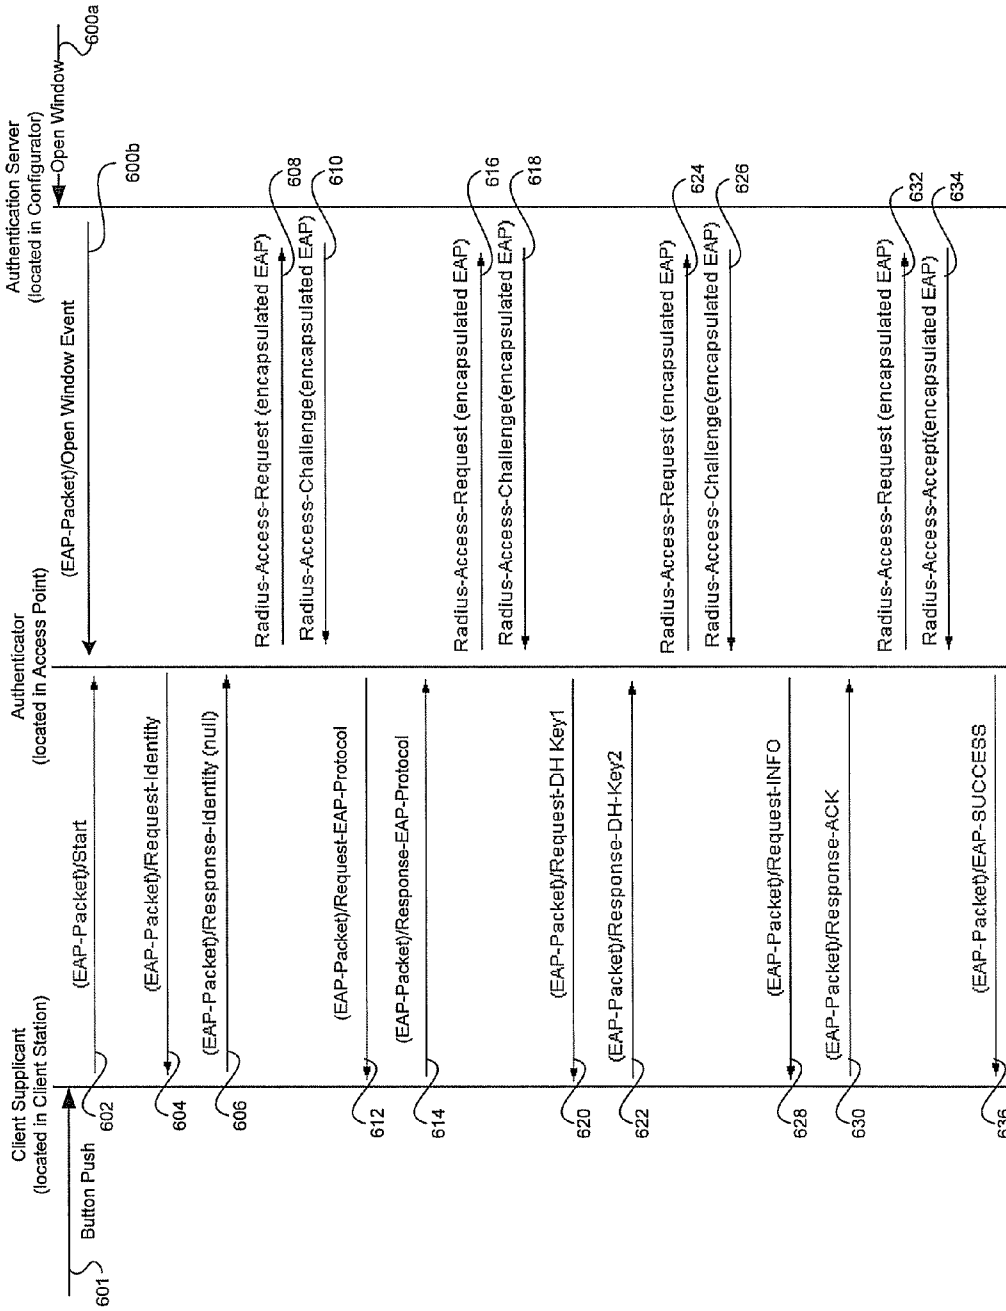 Client Supplicant
(located in Client Station)
Authenticator
(located in Access Point)
Authentication Server
(located in Configurator)
Button Push
601
Open Window
600a
(EAP-Packet)/Open Window Event
600b
(EAP-Packet)/Start
602
(EAP-Packet)/Request-Identity
604
(EAP-Packet)/Response-Identity (null)
606
Radius-Access-Request (encapsulated EAP)
608
Radius-Access-Challenge(encapsulated EAP)
610
(EAP-Packet)/Request-EAP-Protocol
612
(EAP-Packet)/Response-EAP-Protocol
614
Radius-Access-Request (encapsulated EAP)
616
Radius-Access-Challenge(encapsulated EAP)
618
(EAP-Packet)/Request-DH Key1
620
(EAP-Packet)/Response-DH-Key2
622
Radius-Access-Request (encapsulated EAP)
624
Radius-Access-Challenge(encapsulated EAP)
626
(EAP-Packet)/Request-INFO
628
(EAP-Packet)/Response-ACK
630
Radius-Access-Request (encapsulated EAP)
632
Radius-Access-Accept(encapsulated EAP)
634
(EAP-Packet)/EAP-SUCCESS
636